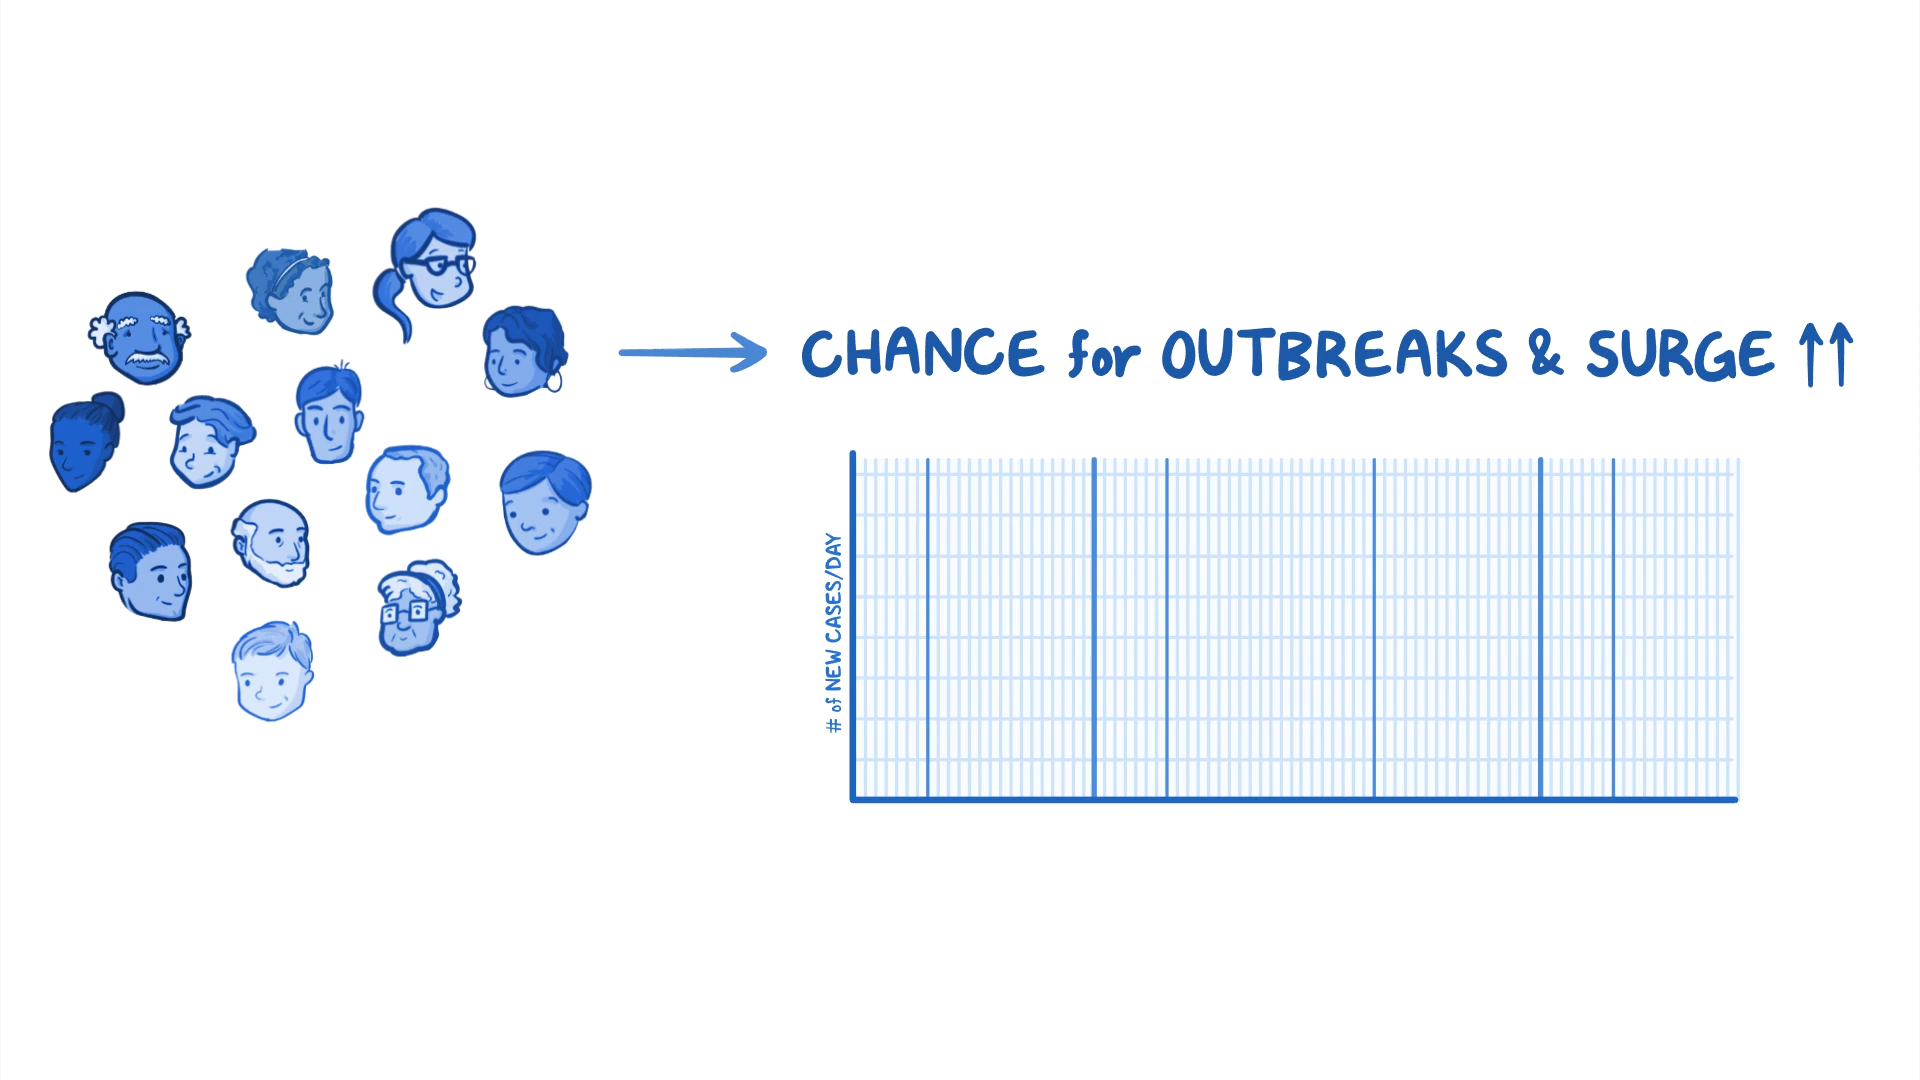 CHANCE for OUTBREAKS & SURGE ↑↑
# of NEW CASES/DAY